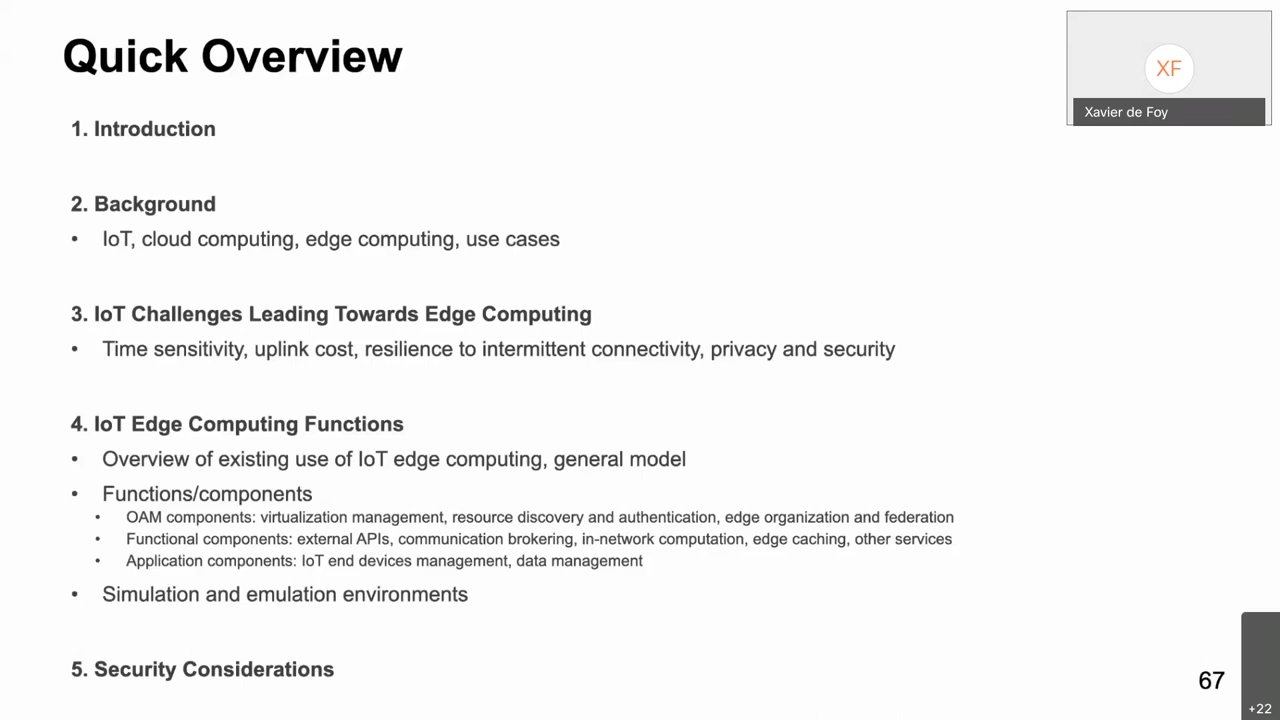 Quick Overview
XF
Xavier de Foy
1. Introduction
2. Background
• IoT, cloud computing, edge computing, use cases
3. IoT Challenges Leading Towards Edge Computing
• Time sensitivity, uplink cost, resilience to intermittent connectivity, privacy and security
4. IoT Edge Computing Functions
• Overview of existing use of IoT edge computing, general model
• Functions/components
• OAM components: virtualization management, resource discovery and authentication, edge organization and federation
• Functional components: external APIs, communication brokering, in-network computation, edge caching, other services
• Application components: IoT end devices management, data management
• Simulation and emulation environments
5. Security Considerations
67
+22